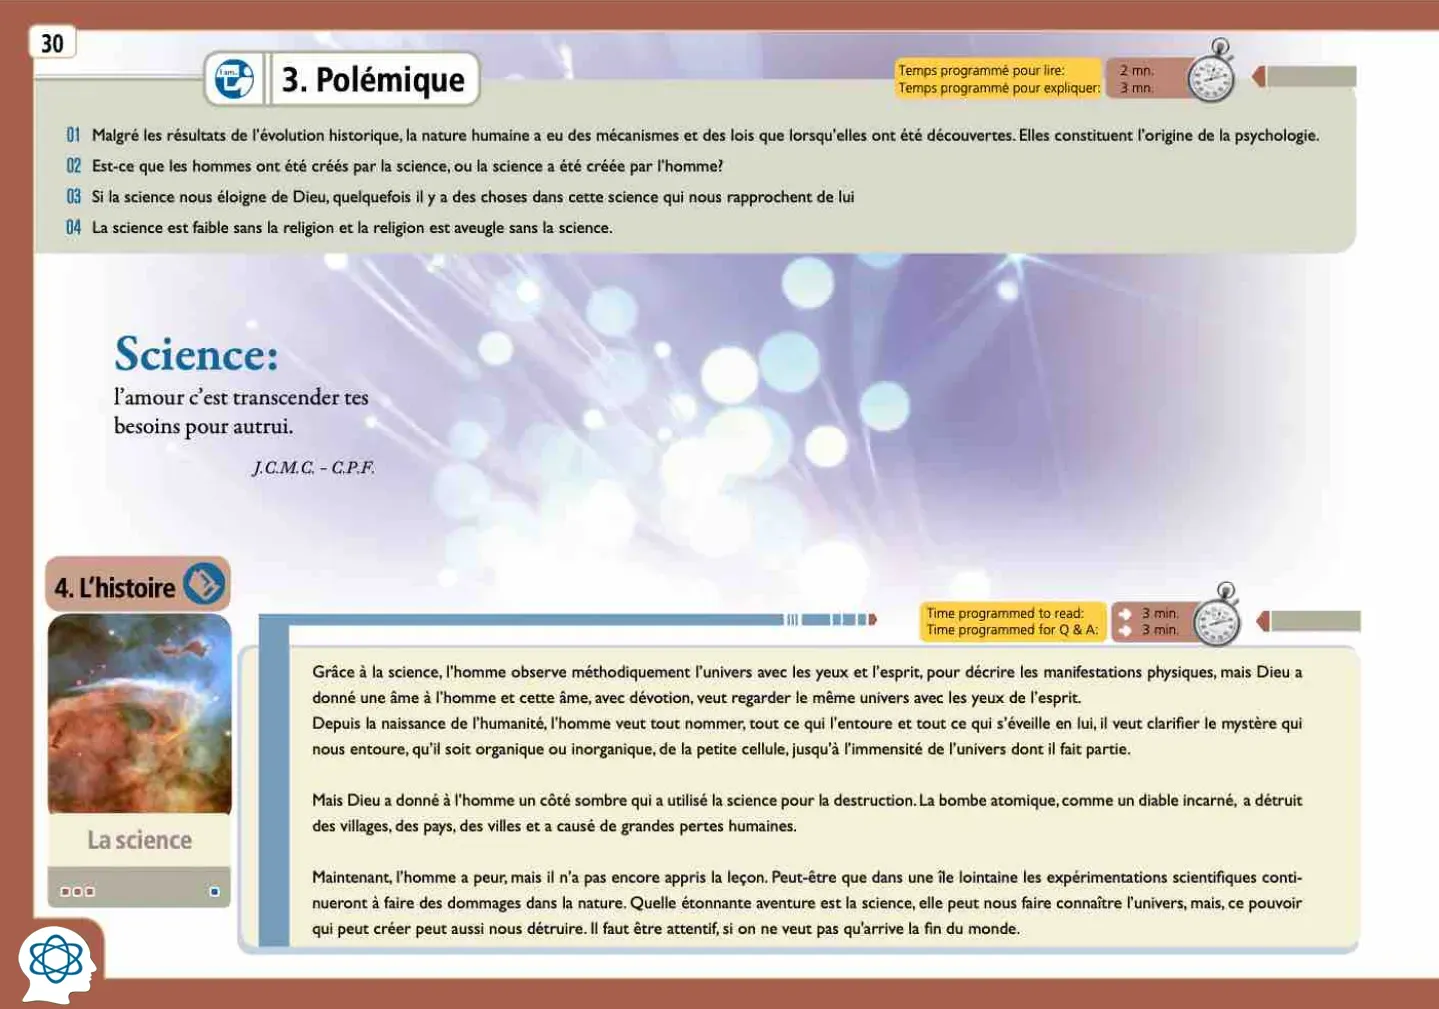 30
I am...
3. Polémique
Temps programmé pour lire: 2 mn.
Temps programmé pour expliquer: 3 mn.
01 Malgré les résultats de l'évolution historique, la nature humaine a eu des mécanismes et des lois que lorsqu'elles ont été découvertes. Elles constituent l'origine de la psychologie.
02 Est-ce que les hommes ont été créés par la science, ou la science a été créée par l'homme?
03 Si la science nous éloigne de Dieu, quelquefois il y a des choses dans cette science qui nous rapprochent de lui
04 La science est faible sans la religion et la religion est aveugle sans la science.
Science:
l'amour c'est transcender tes
besoins pour autrui.
J.C.M.C. - C.P.F.
4. L'histoire
Time programmed to read: 3 min.
Time programmed for Q & A: 3 min.
La science
Grâce à la science, l'homme observe méthodiquement l'univers avec les yeux et l'esprit, pour décrire les manifestations physiques, mais Dieu a
donné une âme à l'homme et cette âme, avec dévotion, veut regarder le même univers avec les yeux de l'esprit.
Depuis la naissance de l'humanité, l'homme veut tout nommer, tout ce qui l'entoure et tout ce qui s'éveille en lui, il veut clarifier le mystère qui
nous entoure, qu'il soit organique ou inorganique, de la petite cellule, jusqu'à l'immensité de l'univers dont il fait partie.
Mais Dieu a donné à l'homme un côté sombre qui a utilisé la science pour la destruction. La bombe atomique, comme un diable incarné, a détruit
des villages, des pays, des villes et a causé de grandes pertes humaines.
Maintenant, l'homme a peur, mais il n'a pas encore appris la leçon. Peut-être que dans une île lointaine les expérimentations scientifiques conti-
nueront à faire des dommages dans la nature. Quelle étonnante aventure est la science, elle peut nous faire connaître l'univers, mais, ce pouvoir
qui peut créer peut aussi nous détruire. Il faut être attentif, si on ne veut pas qu'arrive la fin du monde.